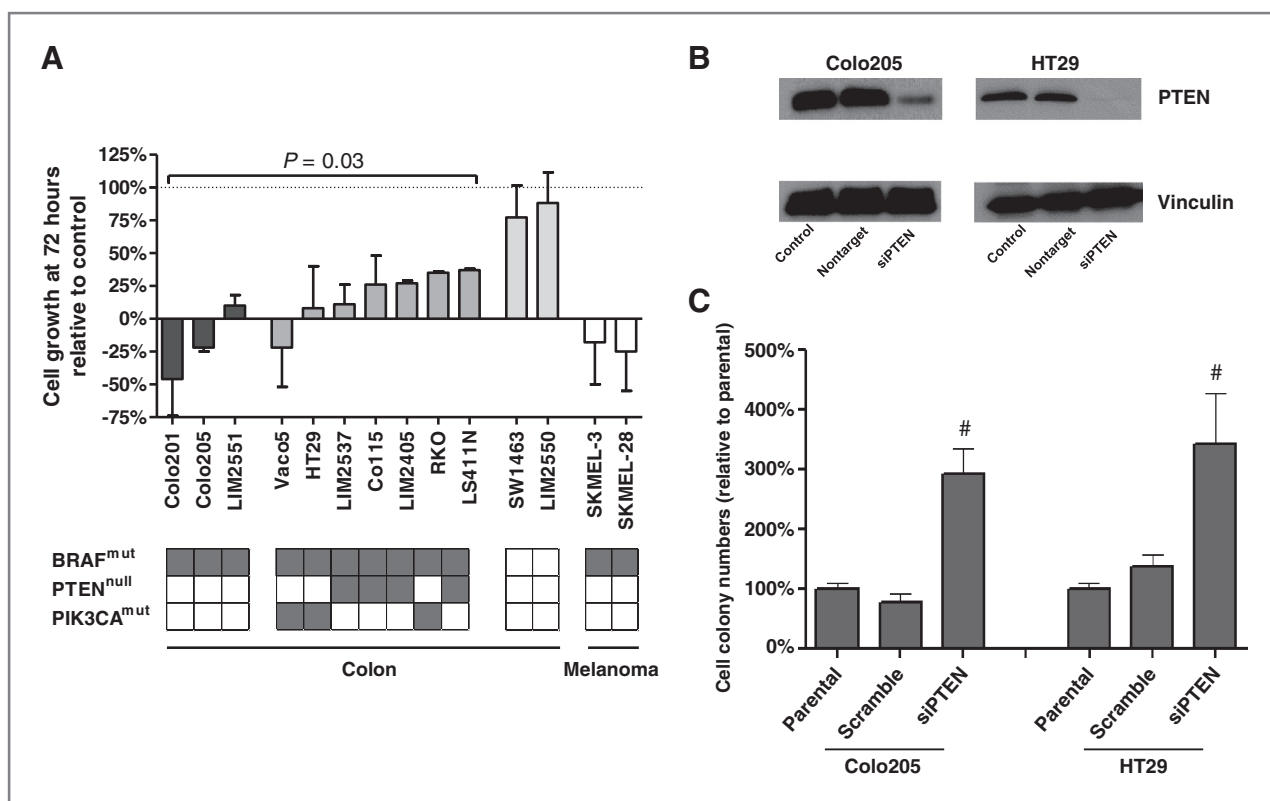 A
P = 0.03
Cell growth at 72 hours
relative to control
125%
100%
75%
50%
25%
0%
-25%
-50%
-75%
Colo201
Colo205
LIM2551
Vaco5
HT29
LIM2537
Co115
LIM2405
RKO
LS411N
SW1463
LIM2550
SKMEL-3
SKMEL-28
BRAFmut
PTENnull
PIK3CAmut
Colon
Melanoma
B
Colo205
HT29
PTEN
Vinculin
Control
Nontarget
siPTEN
Control
Nontarget
siPTEN
C
Cell colony numbers (relative to parental)
500%
400%
300%
200%
100%
0%
#
#
Parental
Scramble
siPTEN
Parental
Scramble
siPTEN
Colo205
HT29